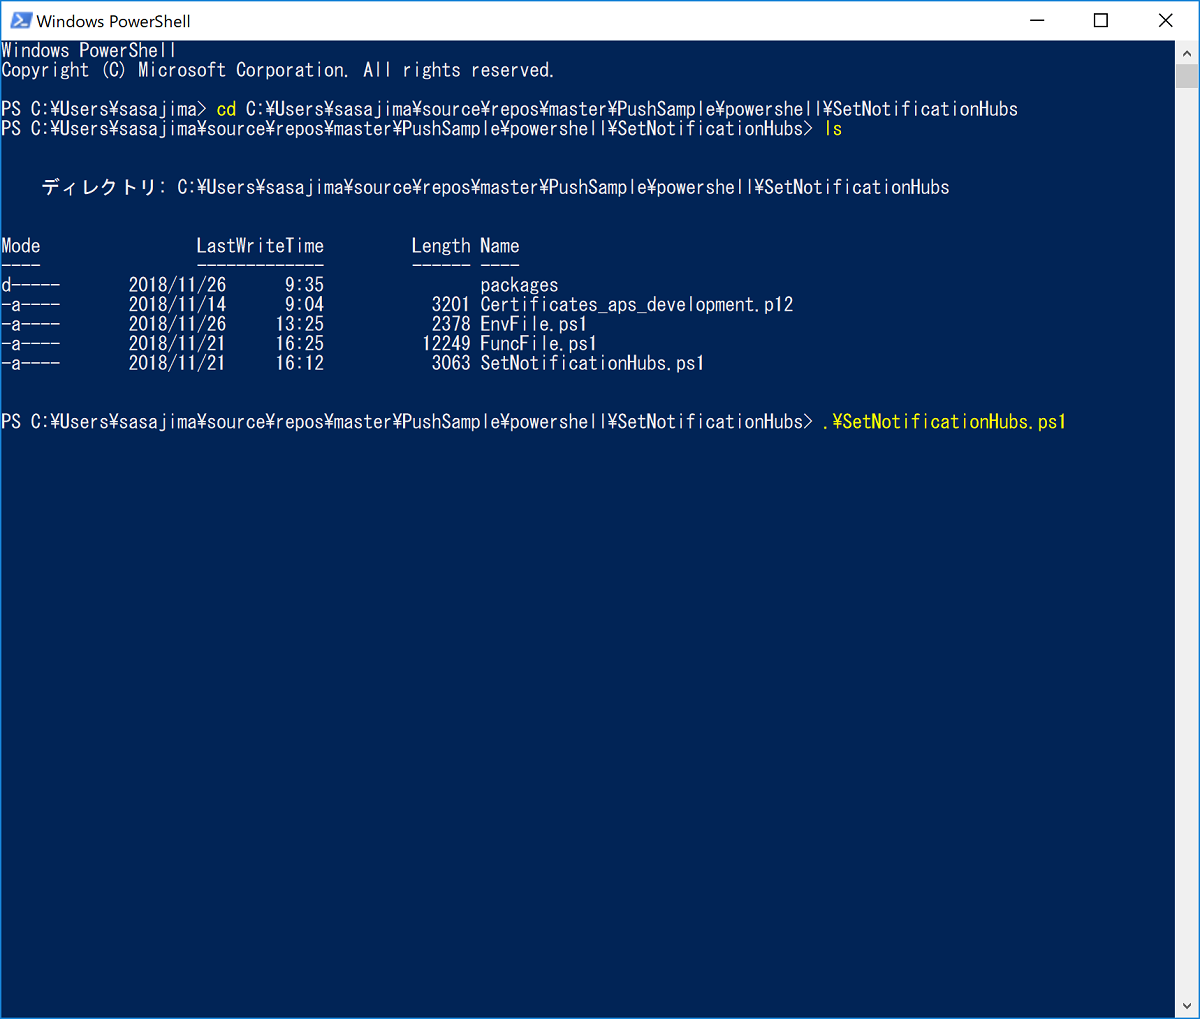 Windows PowerShell
Windows PowerShell
Copyright (C) Microsoft Corporation. All rights reserved.
PS C:¥Users¥sasajima> cd C:¥Users¥sasajima¥source¥repos¥master¥PushSample¥powershell¥SetNotificationHubs
PS C:¥Users¥sasajima¥source¥repos¥master¥PushSample¥powershell¥SetNotificationHubs> ls
ディレクトリ: C:¥Users¥sasajima¥source¥repos¥master¥PushSample¥powershell¥SetNotificationHubs
Mode                LastWriteTime         Length Name
----                -------------         ------ ----
d-----       2018/11/26      9:35                packages
-a----       2018/11/14      9:04           3201 Certificates_aps_development.p12
-a----       2018/11/26     13:25           2378 EnvFile.ps1
-a----       2018/11/21     16:25          12249 FuncFile.ps1
-a----       2018/11/21     16:12           3063 SetNotificationHubs.ps1
PS C:¥Users¥sasajima¥source¥repos¥master¥PushSample¥powershell¥SetNotificationHubs> .¥SetNotificationHubs.ps1